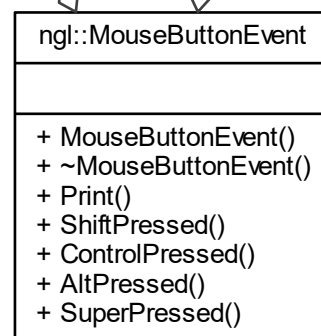 ngl::MouseButtonEvent
+ MouseButtonEvent()
+ ~MouseButtonEvent()
+ Print()
+ ShiftPressed()
+ ControlPressed()
+ AltPressed()
+ SuperPressed()